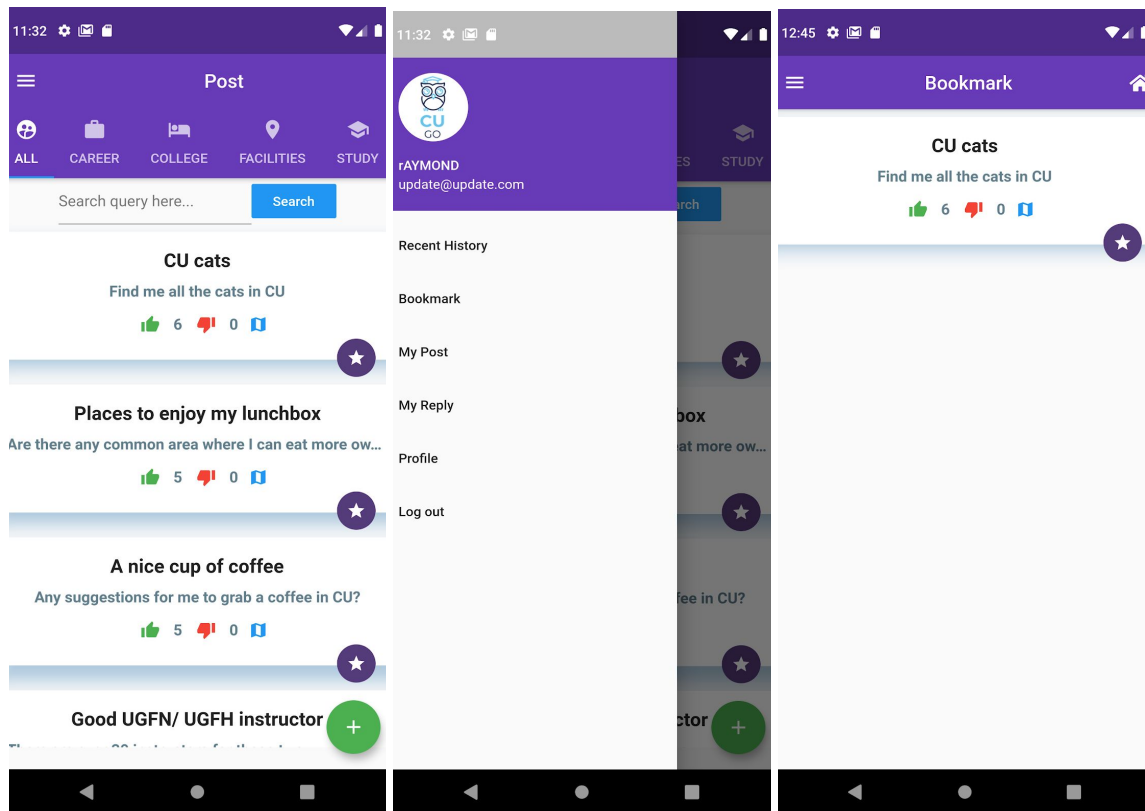 11:32
Post
ALL CAREER COLLEGE FACILITIES STUDY
Search query here... Search
CU cats
Find me all the cats in CU
6 0
Places to enjoy my lunchbox
Are there any common area where I can eat more ow...
5 0
A nice cup of coffee
Any suggestions for me to grab a coffee in CU?
5 0
Good UGFN/ UGFH instructor
11:32
CU
GO
rAYMOND
update@update.com
Recent History
Bookmark
My Post
My Reply
Profile
Log out
ES STUDY
rch
box
eat more ow...
fee in CU?
ctor
12:45
Bookmark
CU cats
Find me all the cats in CU
6 0